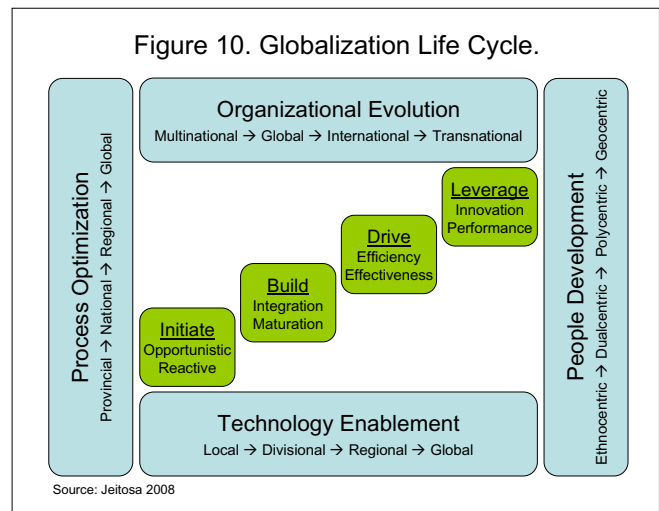 Figure 10. Globalization Life Cycle.
Process Optimization
Provincial → National → Regional → Global
Organizational Evolution
Multinational → Global → International → Transnational
Leverage
Innovation
Performance
Drive
Efficiency
Effectiveness
Build
Integration
Maturation
Initiate
Opportunistic
Reactive
Technology Enablement
Local → Divisional → Regional → Global
People Development
Ethnocentric → Dualcentric → Polycentric → Geocentric
Source: Jeitosa 2008